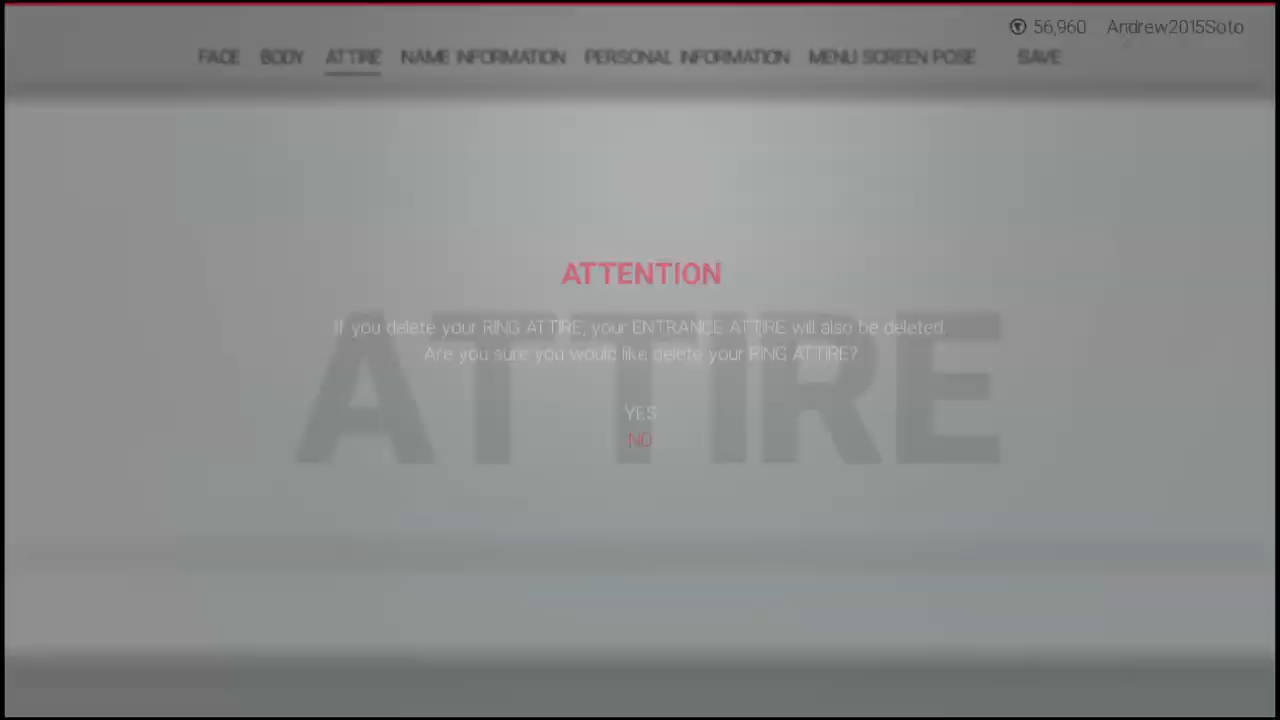 56,960 Andrew2015Soto
FACE BODY ATTIRE NAME INFORMATION PERSONAL INFORMATION MENU SCREEN POSE SAVE
ATTENTION
ATTIRE
If you delete your RING ATTIRE, your ENTRANCE ATTIRE will also be deleted.
Are you sure you would like delete your RING ATTIRE?
YES
NO